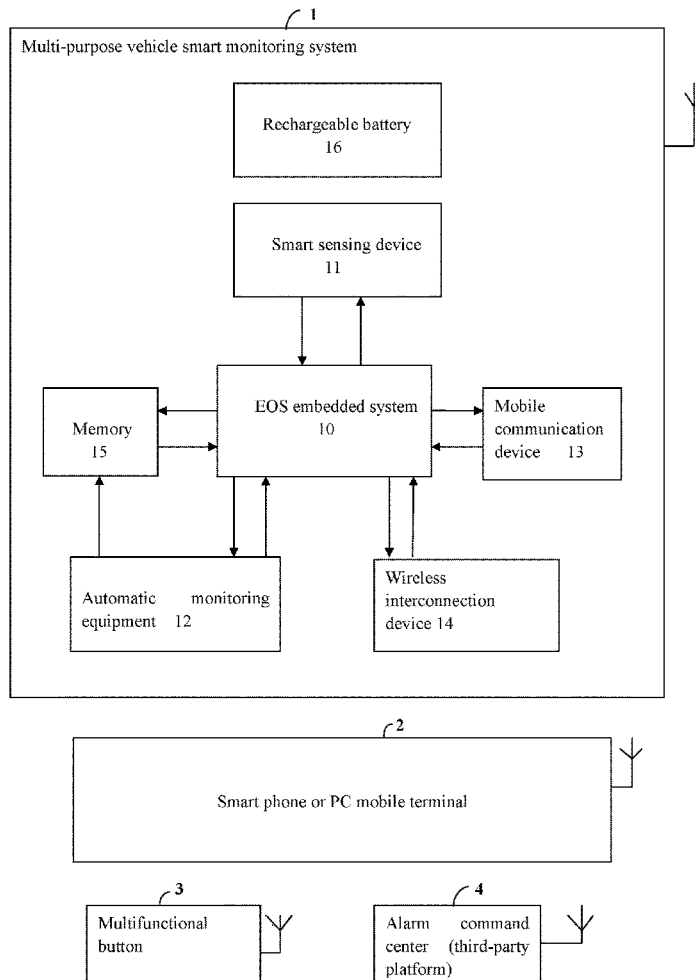 1
Multi-purpose vehicle smart monitoring system
Rechargeable battery
16
Smart sensing device
11
EOS embedded system
10
Memory
15
Mobile
communication
device 13
Automatic monitoring
equipment 12
Wireless
interconnection
device 14
2
Smart phone or PC mobile terminal
3
Multifunctional
button
4
Alarm command
center (third-party
platform)